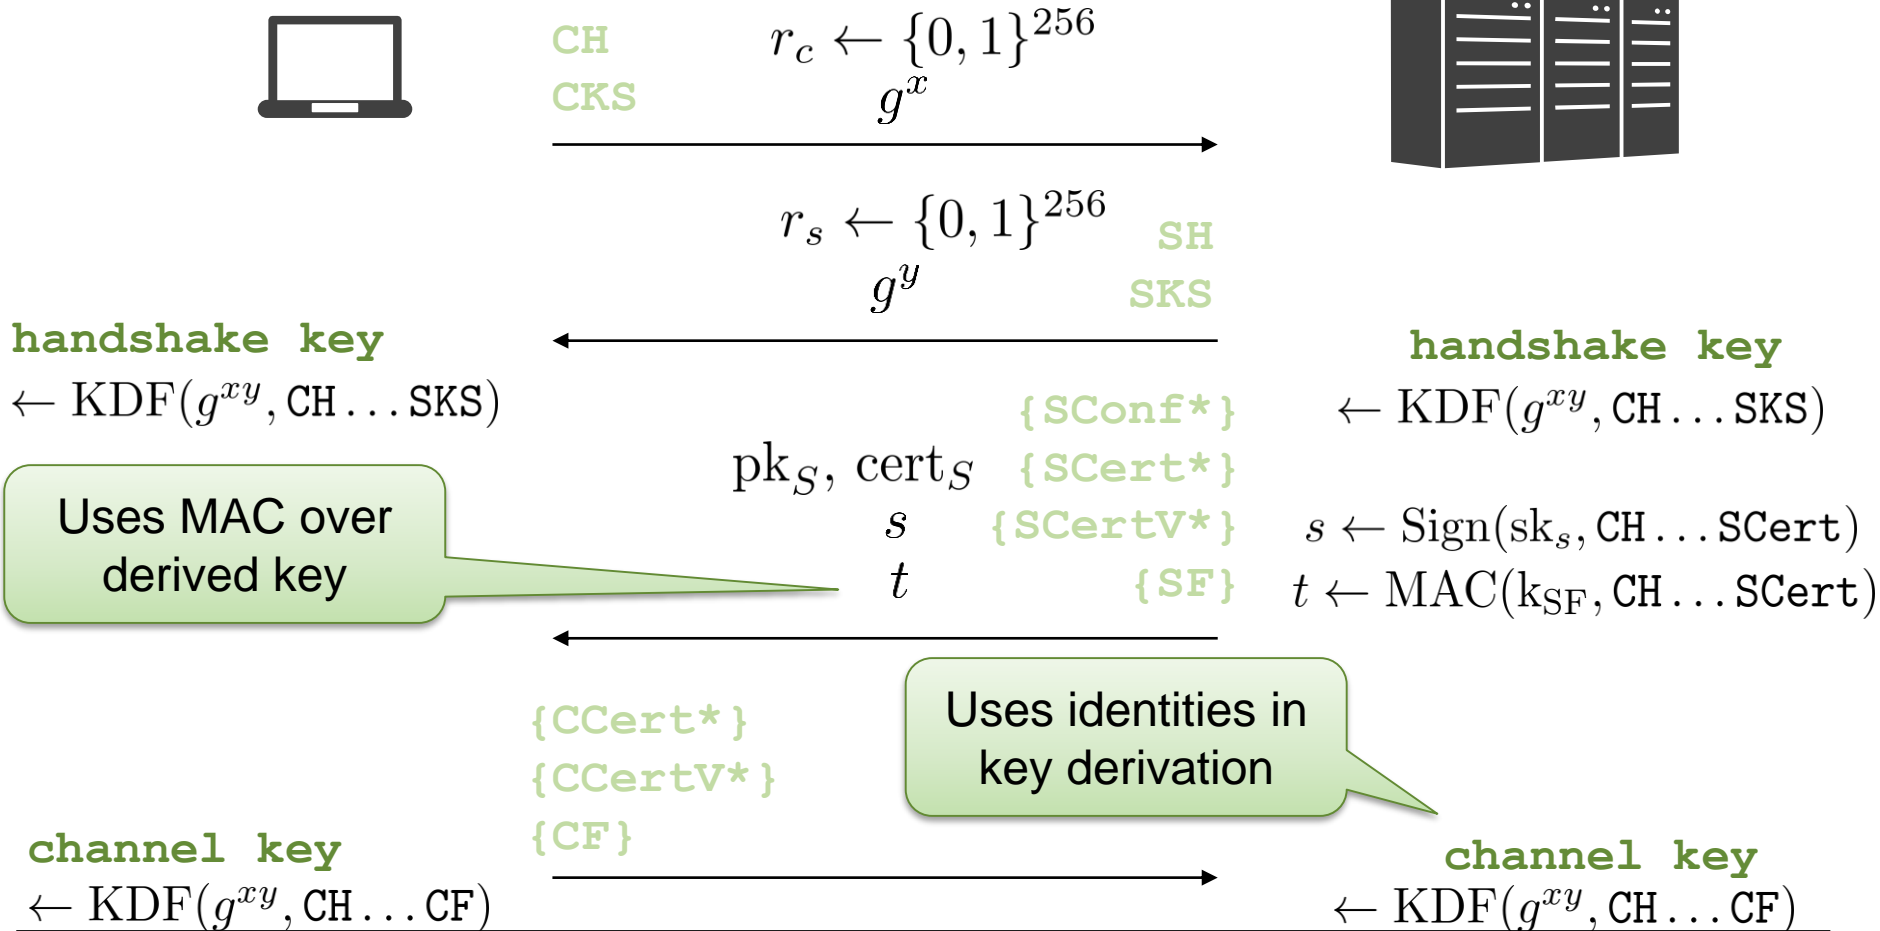 CH r_c ← {0, 1}^256
CKS g^x
r_s ← {0, 1}^256 SH
g^y SKS
handshake key
← KDF(g^xy, CH...SKS)
handshake key
← KDF(g^xy, CH...SKS)
{SConf*}
pk_S, cert_S {SCert*}
s {SCertV*} s ← Sign(sk_s, CH...SCert)
t {SF} t ← MAC(k_SF, CH...SCert)
Uses MAC over
derived key
{CCert*}
{CCertV*}
{CF}
Uses identities in
key derivation
channel key
← KDF(g^xy, CH...CF)
channel key
← KDF(g^xy, CH...CF)